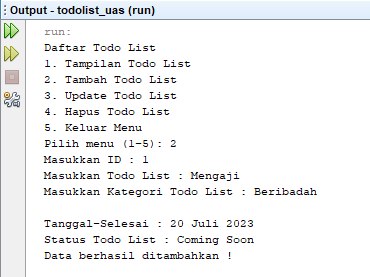 Output - todolist_uas (run)
run:
Daftar Todo List
1. Tampilan Todo List
2. Tambah Todo List
3. Update Todo List
4. Hapus Todo List
5. Keluar Menu
Pilih menu (1-5): 2
Masukkan ID : 1
Masukkan Todo List : Mengaji
Masukkan Kategori Todo List : Beribadah
Tanggal-Selesai : 20 Juli 2023
Status Todo List : Coming Soon
Data berhasil ditambahkan !